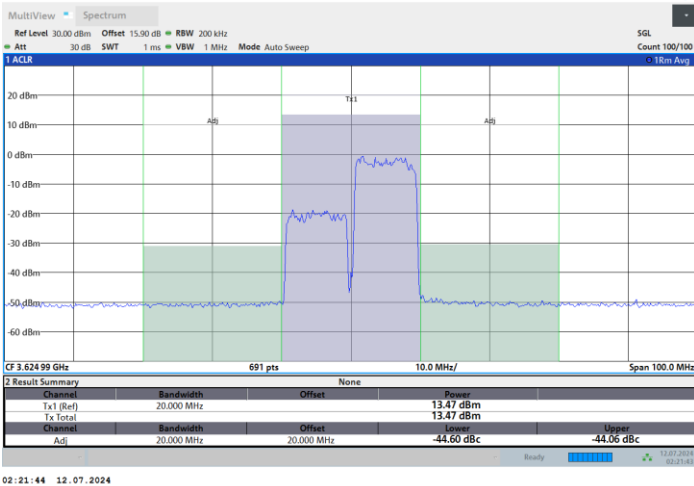 MultiView Spectrum
Ref Level 30.00 dBm Offset 15.90 dB RBW 200 kHz SGL
Att 30 dB SWT 1 ms VBW 1 MHz Mode Auto Sweep Count 100/100
1 ACLR 1Rm Avg
20 dBm
Tx1
Adj Adj
10 dBm
0 dBm
-10 dBm
-20 dBm
-30 dBm
-40 dBm
-50 dBm
-60 dBm
CF 3.624 99 GHz 691 pts 10.0 MHz/ Span 100.0 MHz
2 Result Summary None
Channel Bandwidth Offset Power
Tx1 (Ref) 20.000 MHz 13.47 dBm
Tx Total 13.47 dBm
Channel Bandwidth Offset Lower Upper
Adj 20.000 MHz 20.000 MHz -44.60 dBc -44.06 dBc
Ready 12.07.2024
02:21:43
02:21:44 12.07.2024